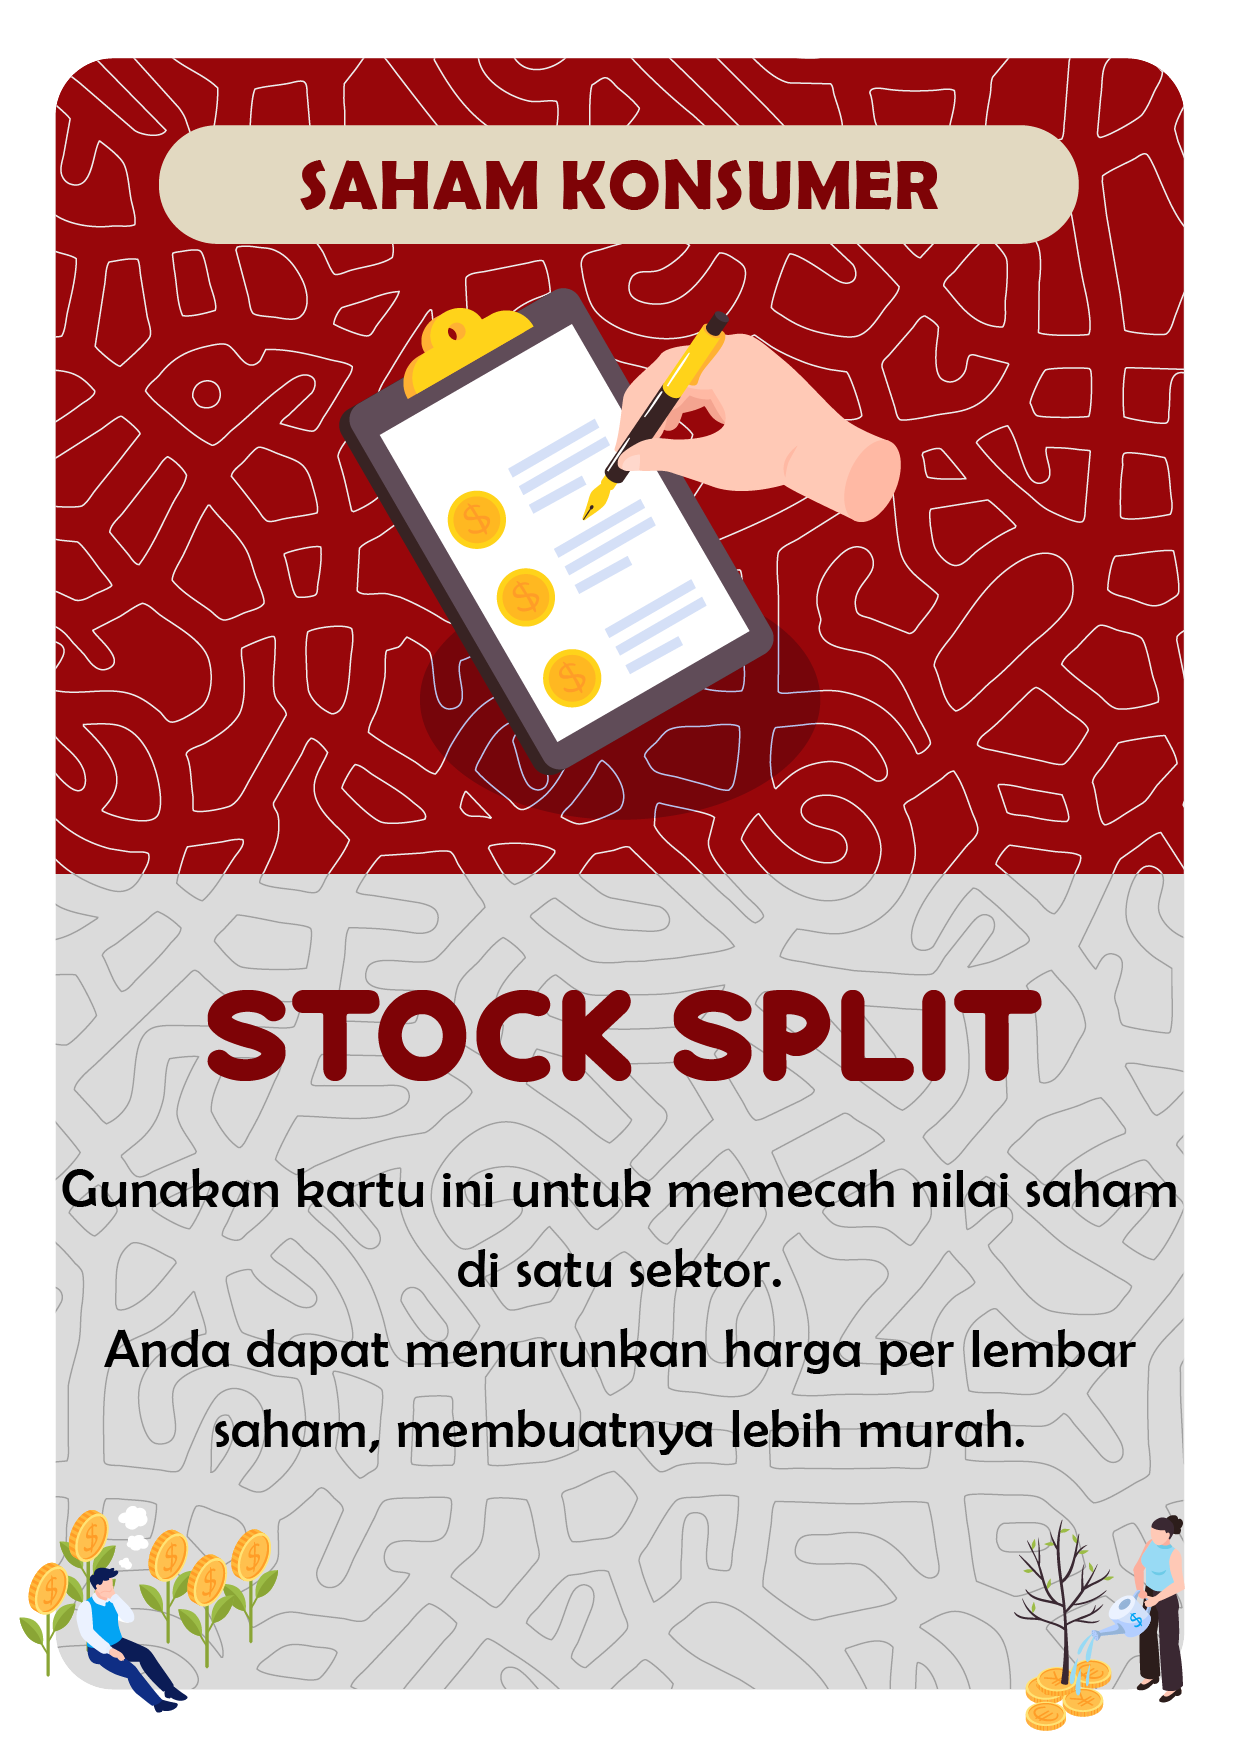 SAHAM KONSUMER
STOCK SPLIT
Gunakan kartu ini untuk memecah nilai saham
di satu sektor.
Anda dapat menurunkan harga per lembar
saham, membuatnya lebih murah.